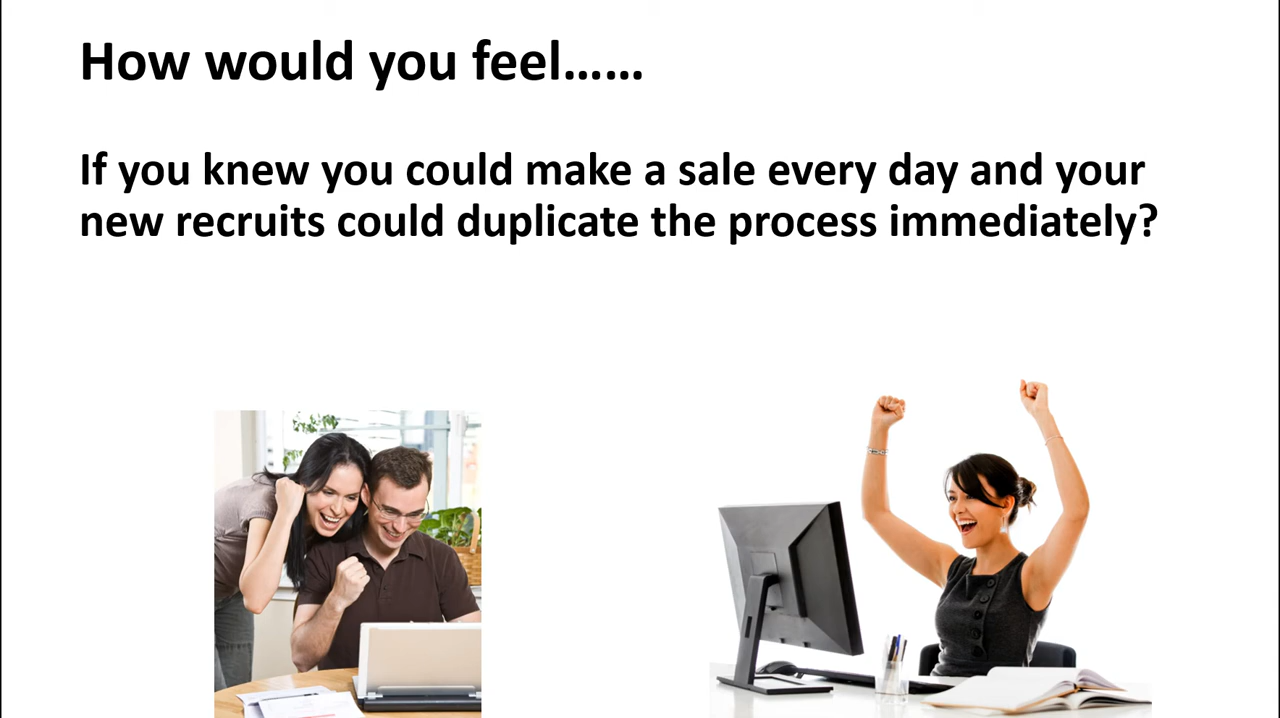 How would you feel……
If you knew you could make a sale every day and your
new recruits could duplicate the process immediately?